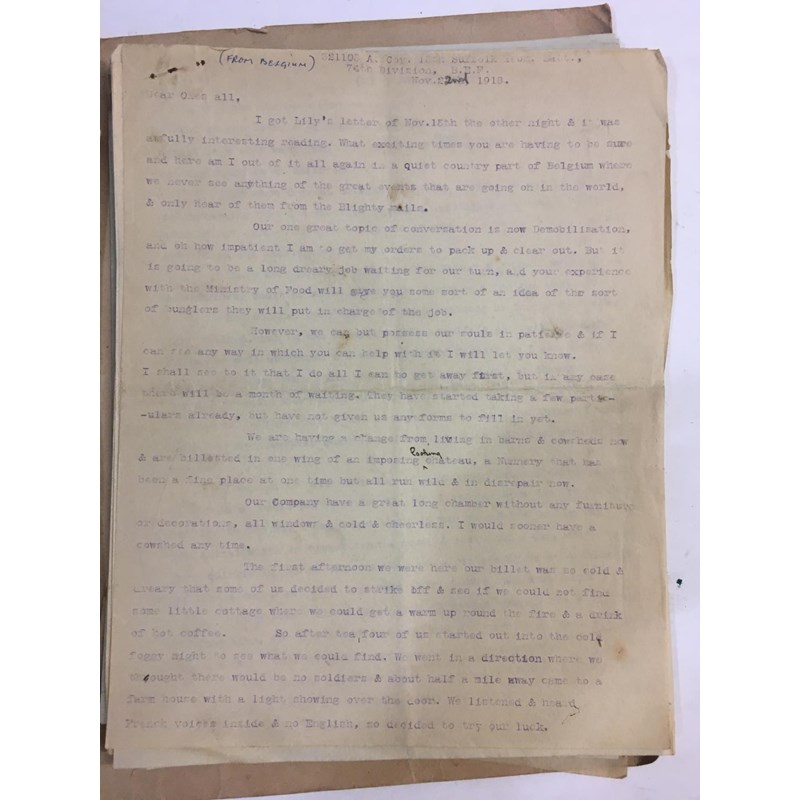 (FROM BELGIUM) A. Coy. 15th Suffolk
74th Division, B.E.F.
Nov. 22nd 1918.
Dear Ones all,
I got Lily's letter of Nov.15th the other night & it was
awfully interesting reading. What exciting times you are having to be sure
and here am I out of it all again in a quiet country part of Belgium where
we never see anything of the great events that are going on in the world,
& only hear of them from the Blighty mails.
Our one great topic of conversation is now Demobilization,
and oh how impatient I am to get my orders to pack up & clear out. But it
is going to be a long dreary job waiting for our turn, and your experience
with the Ministry of Food will give you some sort of an idea of the sort
of bunglers they will put in charge of the job.
However, we can but possess our souls in patience & if I
can see any way in which you can help with it I will let you know.
I shall see to it that I do all I can to get away first, but in any case
there will be a month of waiting. They have started taking a few partic-
-ulars already, but have not given us any forms to fill in yet.
We are having a change from living in barns & cowsheds now
& are billetted in one wing of an imposing looking chateau, a Nunnery that has
been a fine place at one time but all run wild & in disrepair now.
Our Company have a great long chamber without any furniture
or decorations, all windows & cold & cheerless. I would sooner have a
cowshed any time.
The first afternoon we were here our billet was so cold &
dreary that some of us decided to strike off & see if we could not find
some little cottage where we could get a warm up round the fire & a drink
of hot coffee. So after tea, four of us started out into the cold
foggy night to see what we could find. We went in a direction where we
thought there would be no soldiers & about half a mile away came to a
farm house with a light showing over the door. We listened & heard
French voices inside & no English, so decided to try our luck.